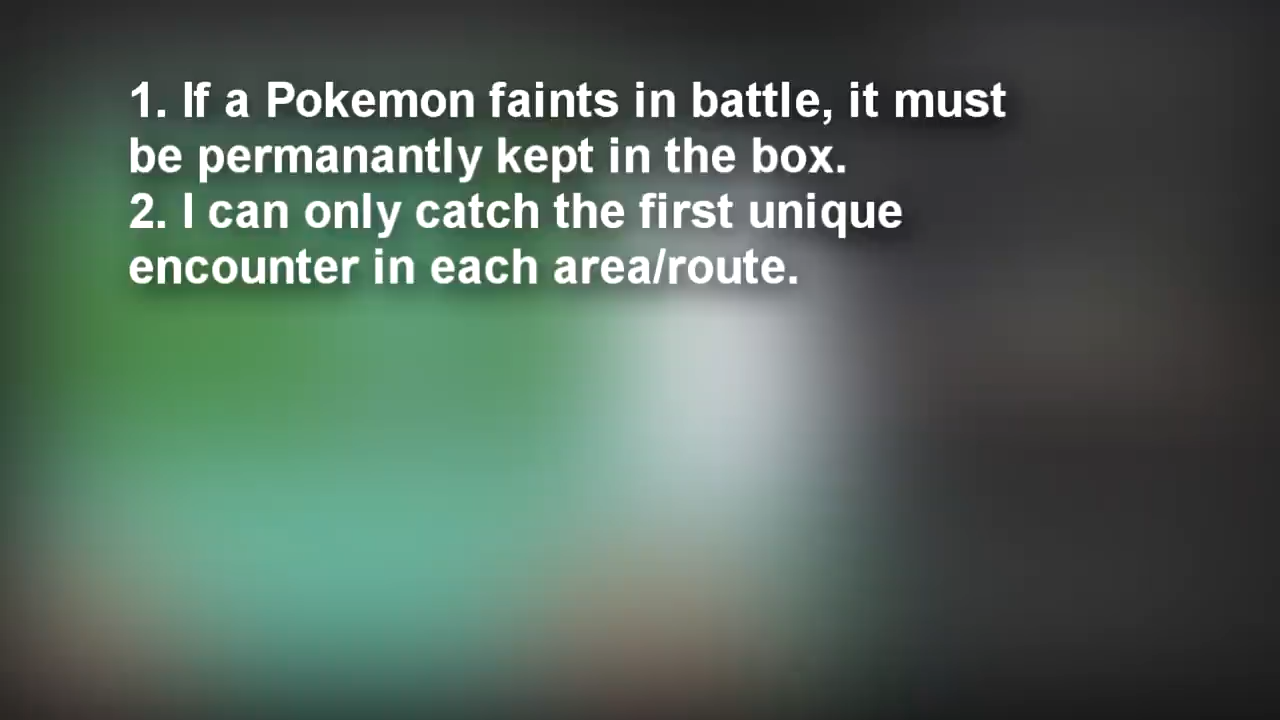 1. If a Pokemon faints in battle, it must
be permanantly kept in the box.
2. I can only catch the first unique
encounter in each area/route.